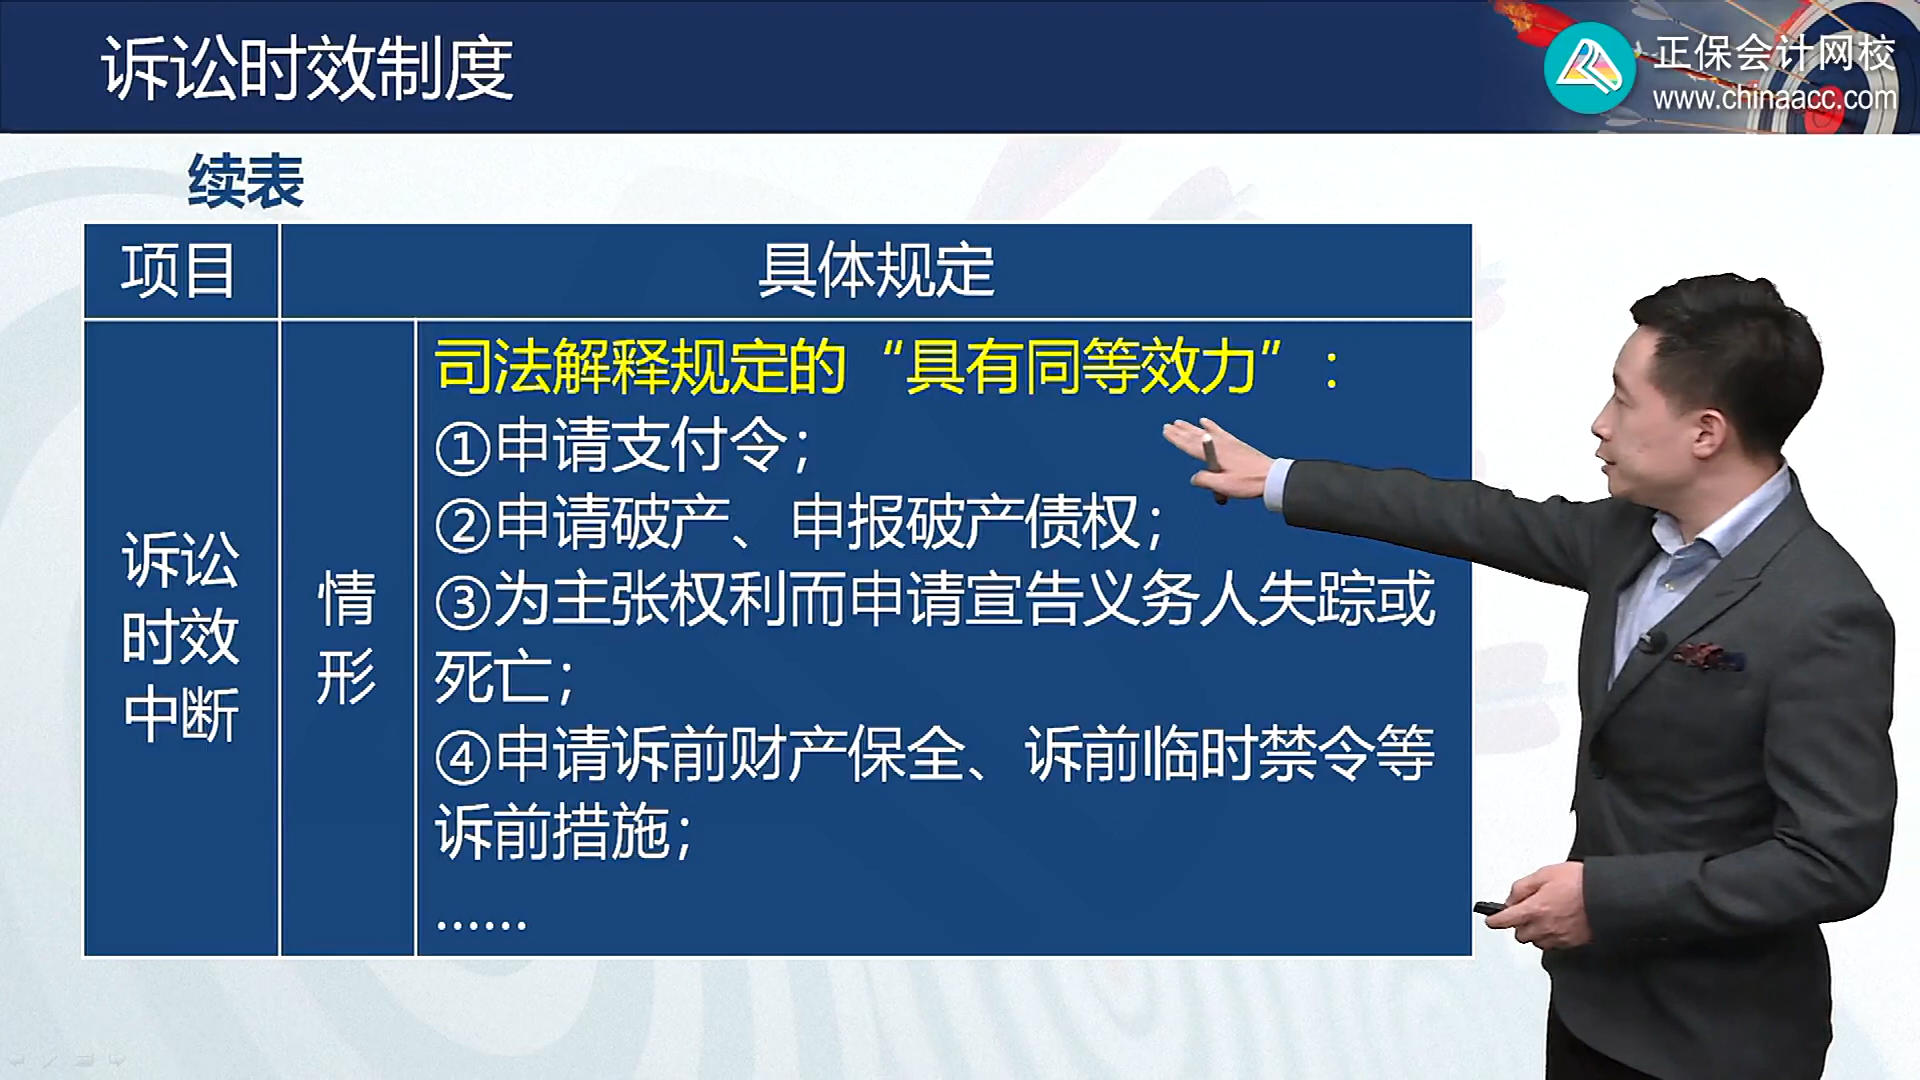 诉讼时效制度
正保会计网校
www.chinaacc.com
续表
项目
具体规定
诉讼
时效
中断
情
形
司法解释规定的“具有同等效力”：
①申请支付令；
②申请破产、申报破产债权；
③为主张权利而申请宣告义务人失踪或
死亡；
④申请诉前财产保全、诉前临时禁令等
诉前措施；
……